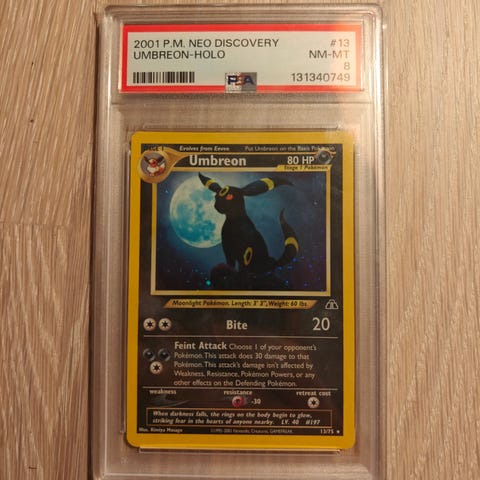 2001 P.M. NEO DISCOVERY #13
UMBREON-HOLO NM-MT
8
PSA 131340749
Evolves from Eevee. Put Umbreon on the Basic Pokémon
Umbreon 80 HP
Stage 1 Pokémon
Moonlight Pokémon. Length: 3' 3", Weight: 60 lbs.
Bite 20
Feint Attack Choose 1 of your opponent's
Pokémon. This attack does 30 damage to that
Pokémon. This attack's damage isn't affected by
Weakness, Resistance, Pokémon Powers, or any
other effects on the Defending Pokémon.
weakness resistance retreat cost
-30
When darkness falls, the rings on the body begin to glow,
striking fear in the hearts of anyone nearby. LV. 40 #197
Illus. Kimiya Masago 13/75